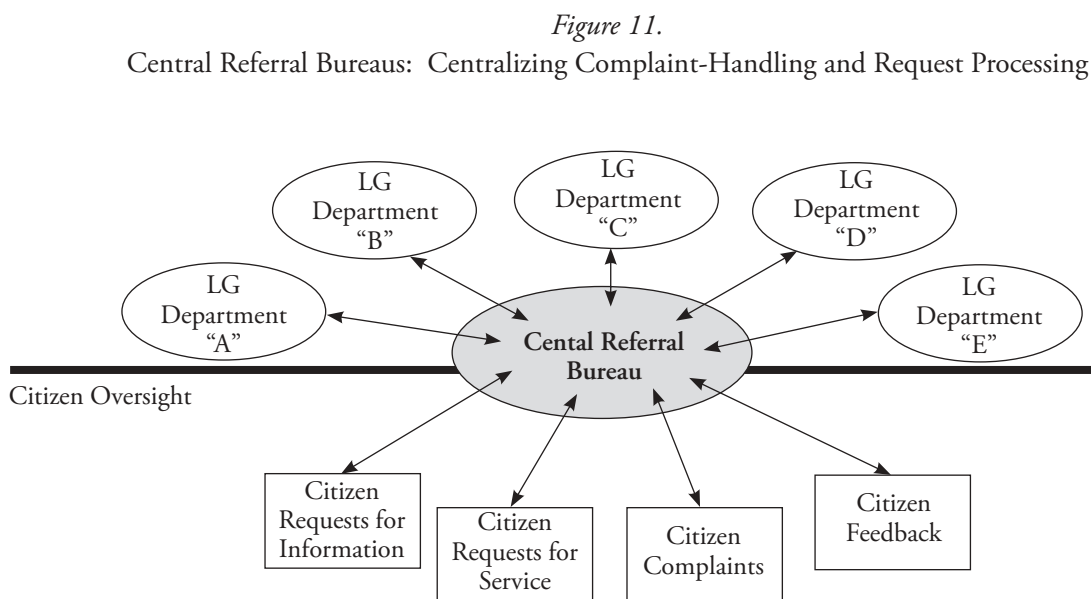 Figure 11.
Central Referral Bureaus: Centralizing Complaint-Handling and Request Processing
LG
Department
“A”
LG
Department
“B”
LG
Department
“C”
LG
Department
“D”
LG
Department
“E”
Cental Referral
Bureau
Citizen Oversight
Citizen
Requests for
Information
Citizen
Requests for
Service
Citizen
Complaints
Citizen
Feedback